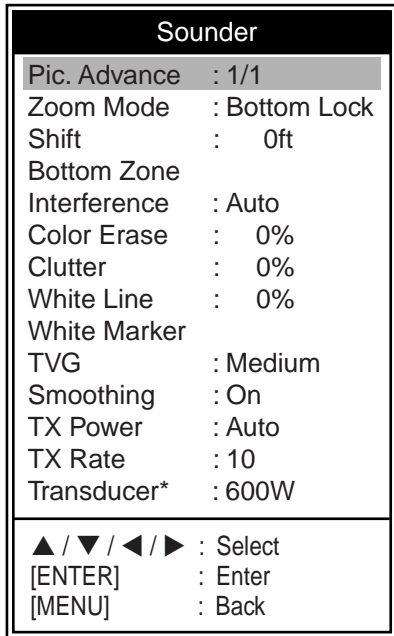 Sounder
Pic. Advance : 1/1
Zoom Mode : Bottom Lock
Shift : 0ft
Bottom Zone
Interference : Auto
Color Erase : 0%
Clutter : 0%
White Line : 0%
White Marker
TVG : Medium
Smoothing : On
TX Power : Auto
TX Rate : 10
Transducer* : 600W
▲ / ▼ / ◀ / ▶ : Select
[ENTER] : Enter
[MENU] : Back